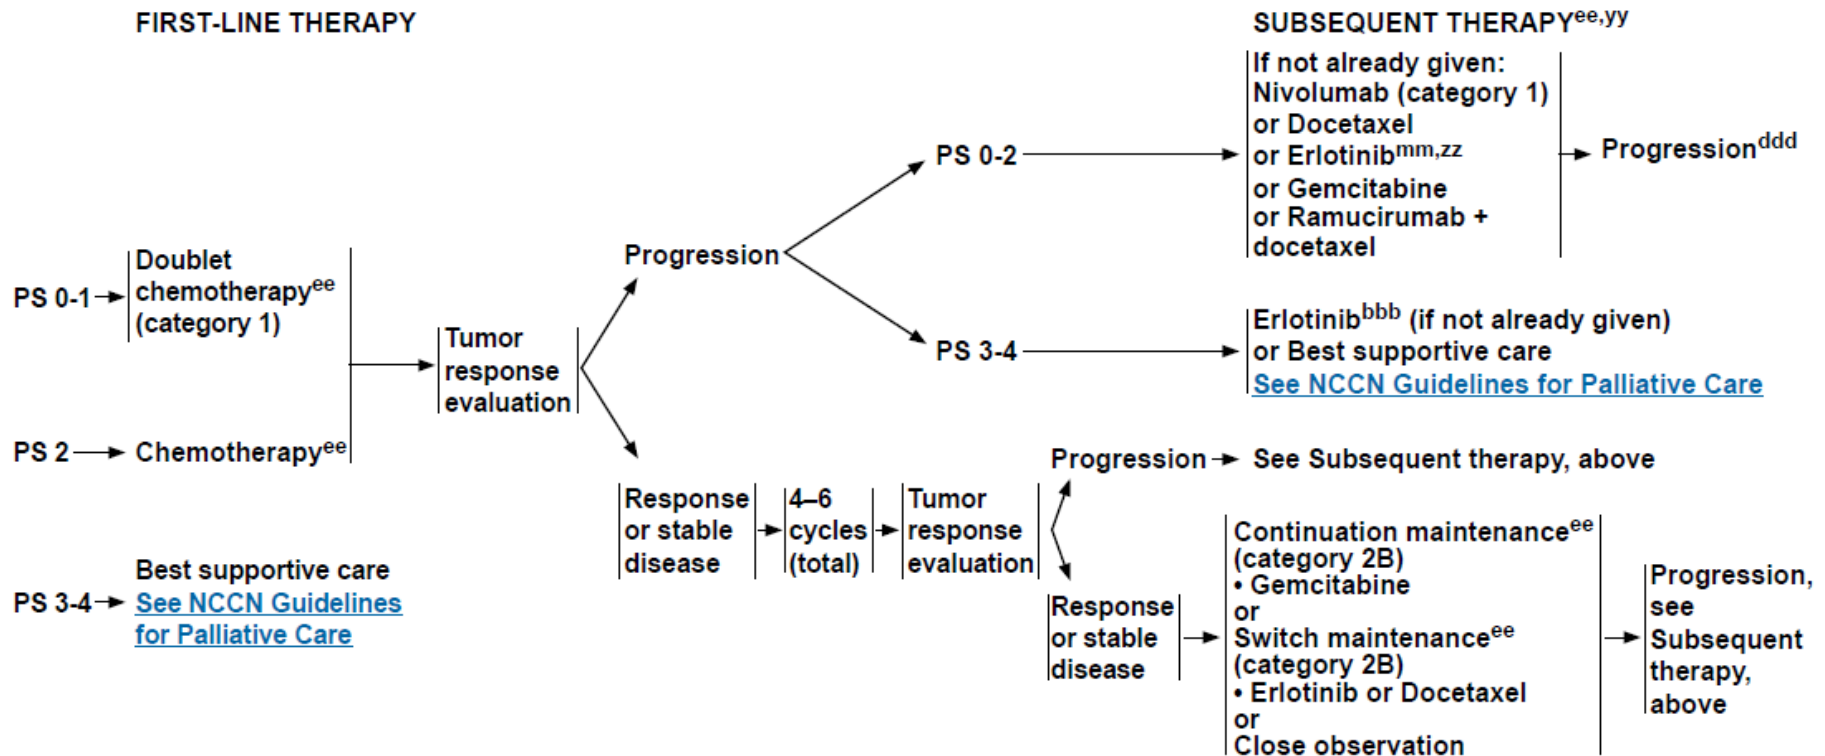 FIRST-LINE THERAPY
SUBSEQUENT THERAPYee,yy
PS 0-1
Doublet
chemotherapyee
(category 1)
PS 2
Chemotherapyee
PS 3-4
Best supportive care
See NCCN Guidelines
for Palliative Care
Tumor
response
evaluation
Progression
PS 0-2
If not already given:
Nivolumab (category 1)
or Docetaxel
or Erlotinibmm,zz
or Gemcitabine
or Ramucirumab +
docetaxel
Progressionddd
PS 3-4
Erlotinibbbb (if not already given)
or Best supportive care
See NCCN Guidelines for Palliative Care
Response
or stable
disease
4–6
cycles
(total)
Tumor
response
evaluation
Progression
See Subsequent therapy, above
Response
or stable
disease
Continuation maintenanceee
(category 2B)
• Gemcitabine
or
Switch maintenanceee
(category 2B)
• Erlotinib or Docetaxel
or
Close observation
Progression,
see
Subsequent
therapy,
above